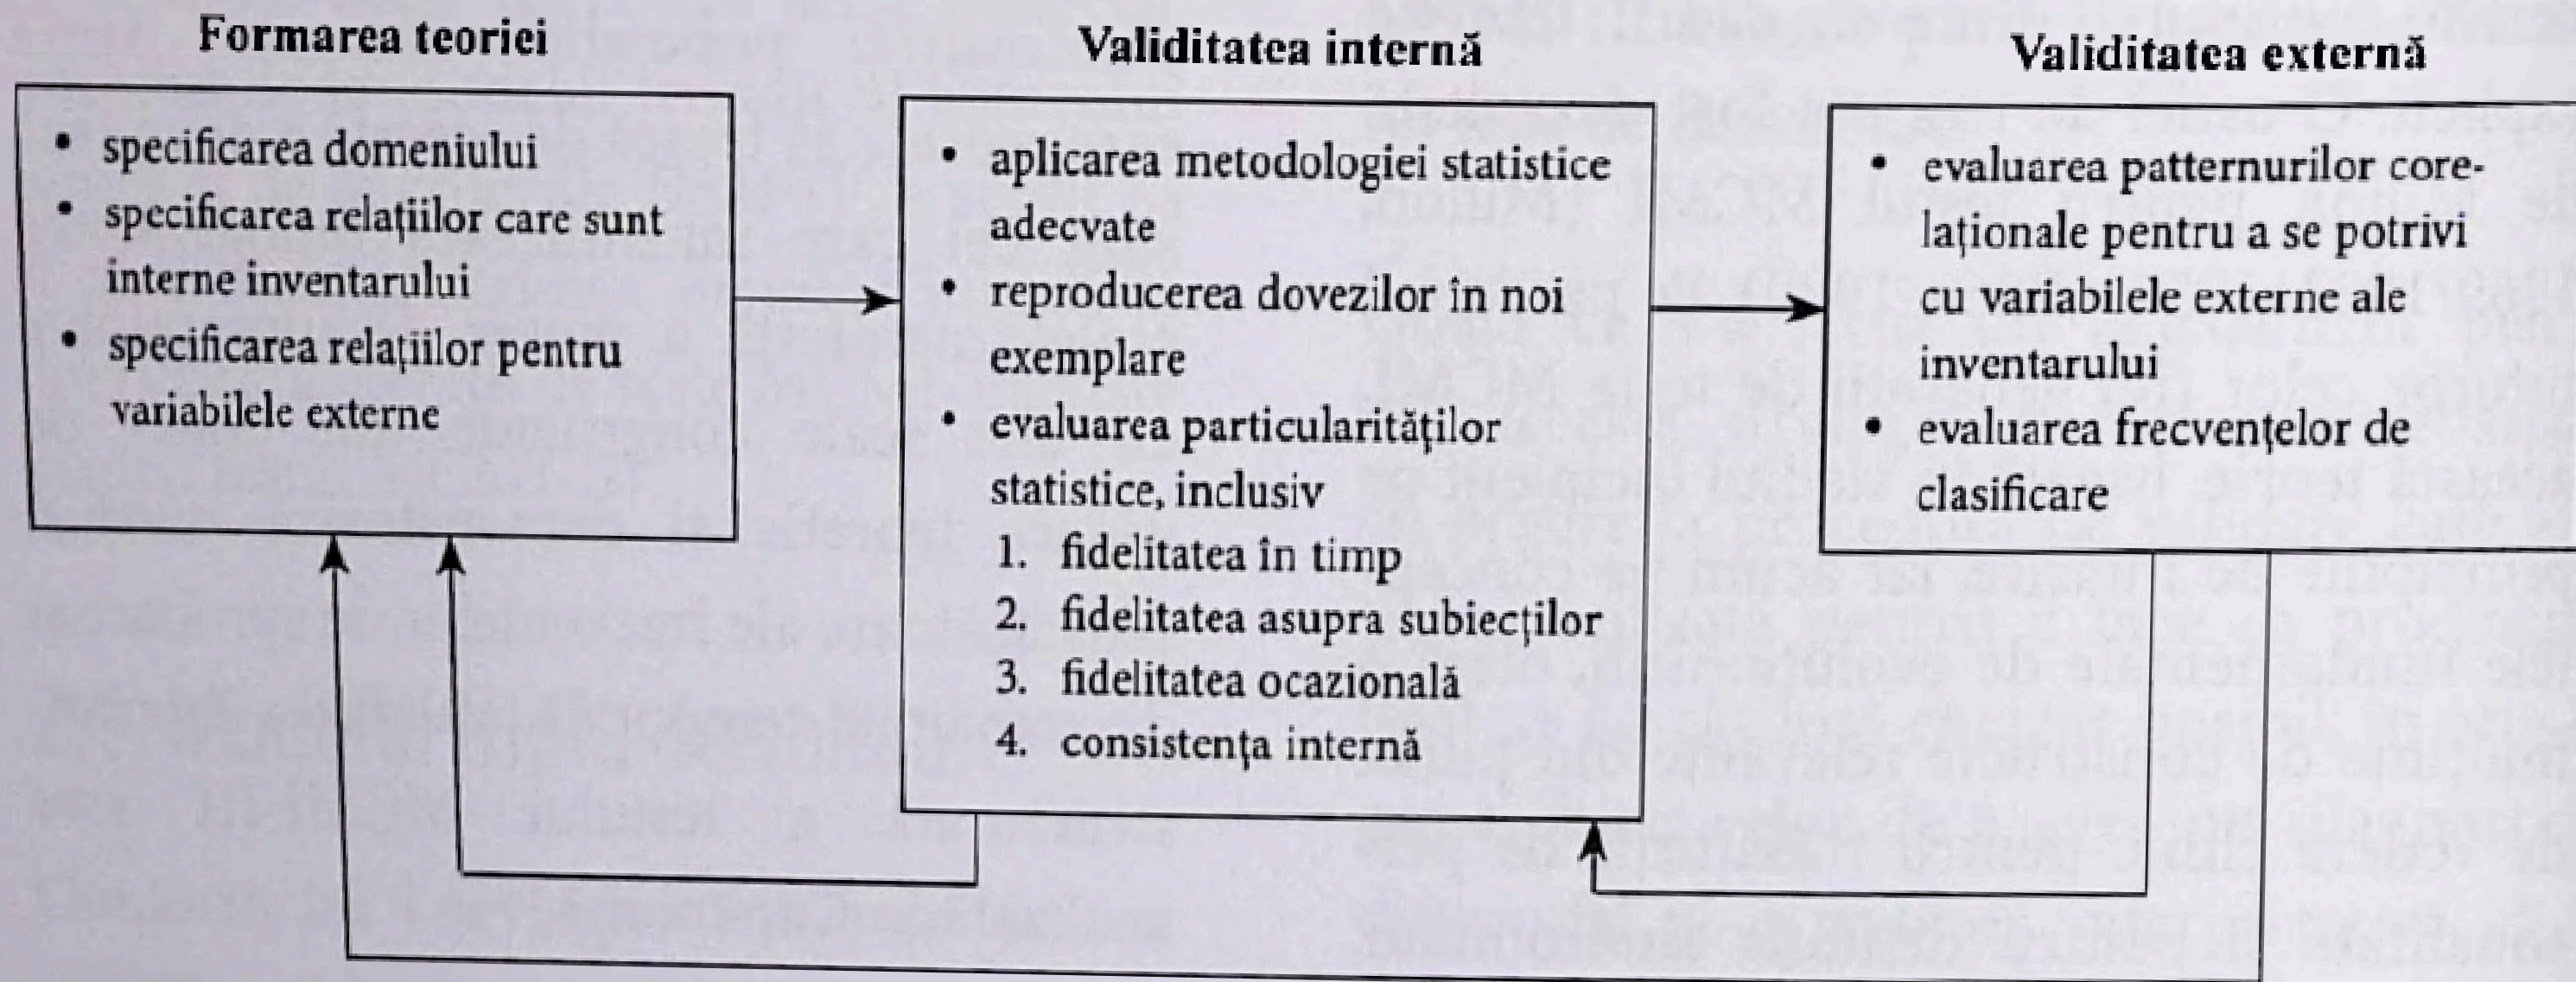 Formarea teoriei
• specificarea domeniului
• specificarea relațiilor care sunt
interne inventarului
• specificarea relațiilor pentru
variabilele externe
Validitatea internă
• aplicarea metodologiei statistice
adecvate
• reproducerea dovezilor în noi
exemplare
• evaluarea particularităților
statistice, inclusiv
1. fidelitatea în timp
2. fidelitatea asupra subiecților
3. fidelitatea ocazională
4. consistența internă
Validitatea externă
• evaluarea patternurilor core-
laționale pentru a se potrivi
cu variabilele externe ale
inventarului
• evaluarea frecvențelor de
clasificare